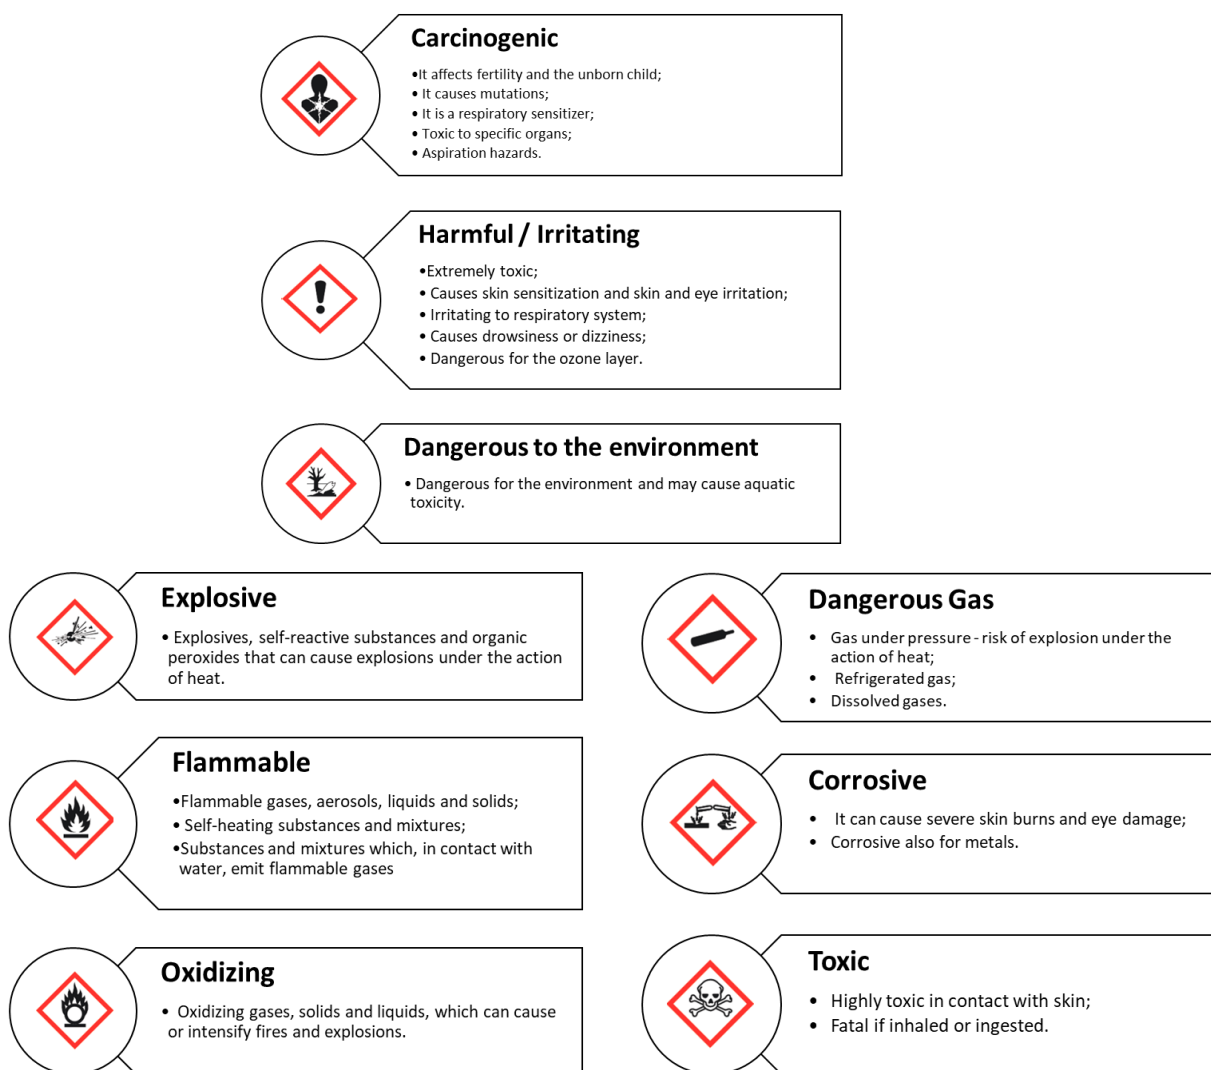 Carcinogenic
•It affects fertility and the unborn child;
• It causes mutations;
• It is a respiratory sensitizer;
• Toxic to specific organs;
• Aspiration hazards.
Harmful / Irritating
•Extremely toxic;
• Causes skin sensitization and skin and eye irritation;
• Irritating to respiratory system;
• Causes drowsiness or dizziness;
• Dangerous for the ozone layer.
Dangerous to the environment
• Dangerous for the environment and may cause aquatic
toxicity.
Explosive
• Explosives, self-reactive substances and organic
peroxides that can cause explosions under the action
of heat.
Dangerous Gas
• Gas under pressure - risk of explosion under the
action of heat;
• Refrigerated gas;
• Dissolved gases.
Flammable
•Flammable gases, aerosols, liquids and solids;
• Self-heating substances and mixtures;
•Substances and mixtures which, in contact with
water, emit flammable gases
Corrosive
• It can cause severe skin burns and eye damage;
• Corrosive also for metals.
Oxidizing
• Oxidizing gases, solids and liquids, which can cause
or intensify fires and explosions.
Toxic
• Highly toxic in contact with skin;
• Fatal if inhaled or ingested.